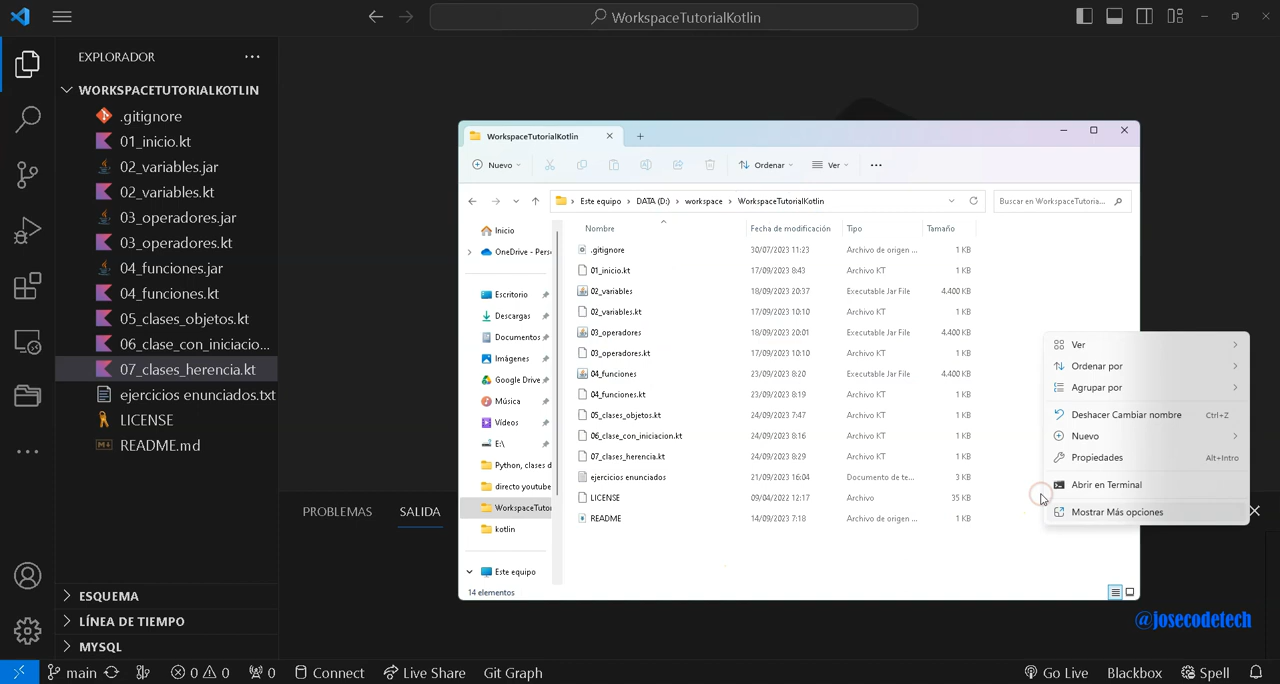 WorkspaceTutorialKotlin
EXPLORADOR
WORKSPACETUTORIALKOTLIN
.gitignore
01_inicio.kt
02_variables.jar
02_variables.kt
03_operadores.jar
03_operadores.kt
04_funciones.jar
04_funciones.kt
05_clases_objetos.kt
06_clase_con_iniciacio...
07_clases_herencia.kt
ejercicios enunciados.txt
LICENSE
README.md
ESQUEMA
LÍNEA DE TIEMPO
MYSQL
PROBLEMAS SALIDA
WorkspaceTutorialKotlin
Nuevo Ordenar Ver
Este equipo > DATA (D:) > workspace > WorkspaceTutorialKotlin Buscar en WorkspaceTutoria...
Inicio
OneDrive - Pers
Escritorio
Descargas
Documentos
Imágenes
Google Drive
Música
Vídeos
E:\
Python, clases d
directo youtube
WorkspaceTutor
kotlin
Este equipo
Nombre Fecha de modificación Tipo Tamaño
.gitignore 30/07/2023 11:23 Archivo de origen ... 1 KB
01_inicio.kt 17/09/2023 8:43 Archivo KT 1 KB
02_variables 18/09/2023 20:37 Executable Jar File 4.400 KB
02_variables.kt 17/09/2023 10:10 Archivo KT 1 KB
03_operadores 18/09/2023 20:01 Executable Jar File 4.400 KB
03_operadores.kt 17/09/2023 10:10 Archivo KT 1 KB
04_funciones 23/09/2023 8:20 Executable Jar File 4.400 KB
04_funciones.kt 23/09/2023 8:19 Archivo KT 1 KB
05_clases_objetos.kt 24/09/2023 7:47 Archivo KT 1 KB
06_clase_con_iniciacion.kt 24/09/2023 8:16 Archivo KT 1 KB
07_clases_herencia.kt 24/09/2023 8:29 Archivo KT 1 KB
ejercicios enunciados 21/09/2023 16:04 Documento de te... 3 KB
LICENSE 09/04/2022 12:17 Archivo 35 KB
README 14/09/2023 7:18 Archivo de origen ... 1 KB
14 elementos
Ver
Ordenar por
Agrupar por
Deshacer Cambiar nombre Ctrl+Z
Nuevo
Propiedades Alt+Intro
Abrir en Terminal
Mostrar Más opciones
@josecodetech
main 0 0 0 Connect Live Share Git Graph Go Live Blackbox Spell